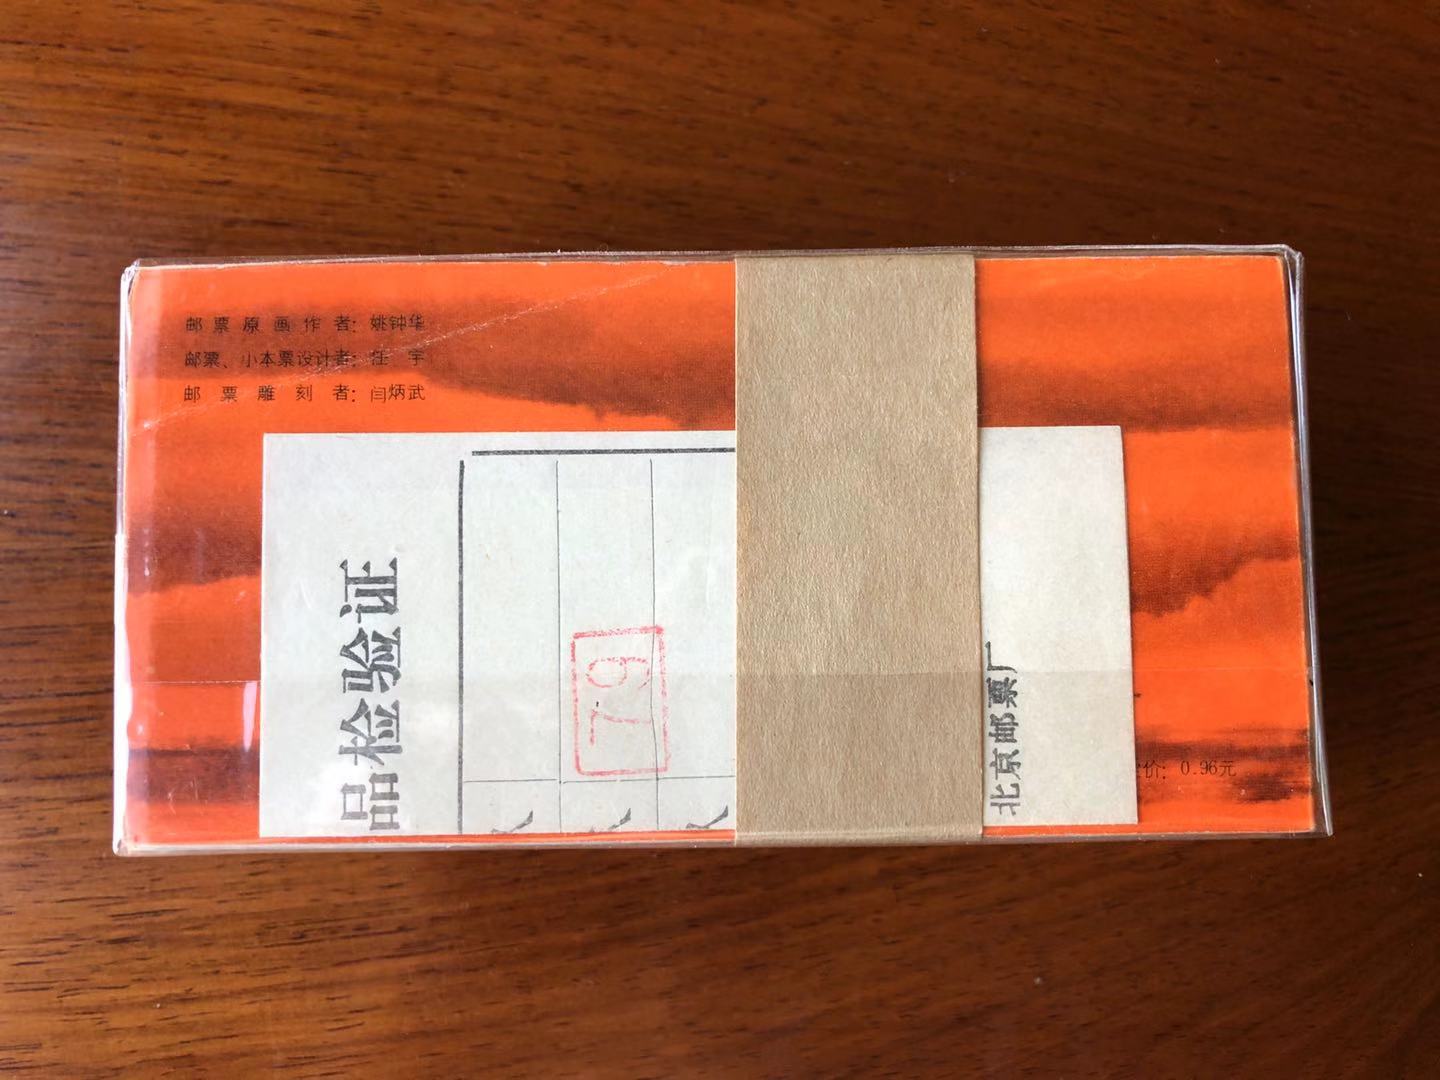 邮票原画作者：姚钟华
邮票、小本票设计者：任 宇
邮票雕刻者：闫炳武
品检验证
79
北京邮票厂
价：0.96元